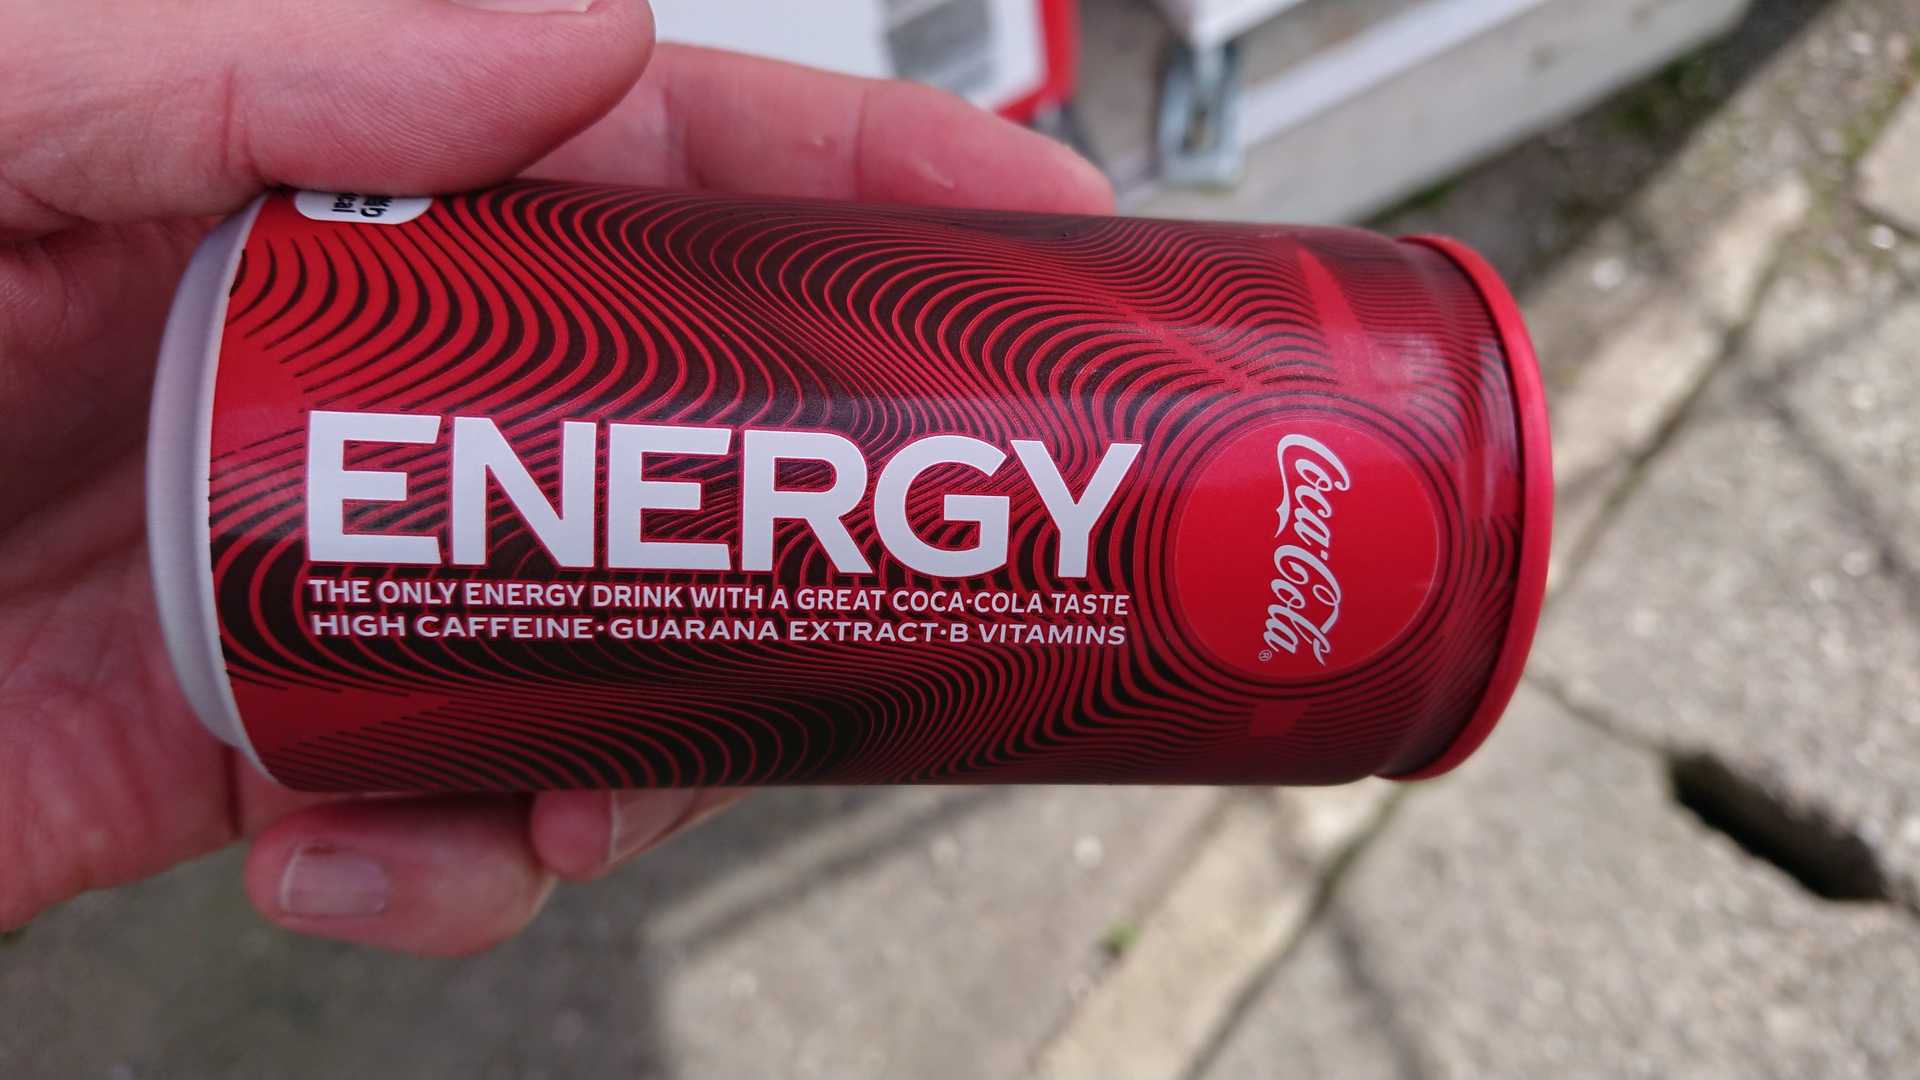 ENERGY
THE ONLY ENERGY DRINK WITH A GREAT COCA-COLA TASTE
HIGH CAFFEINE·GUARANA EXTRACT·B VITAMINS
Coca-Cola®